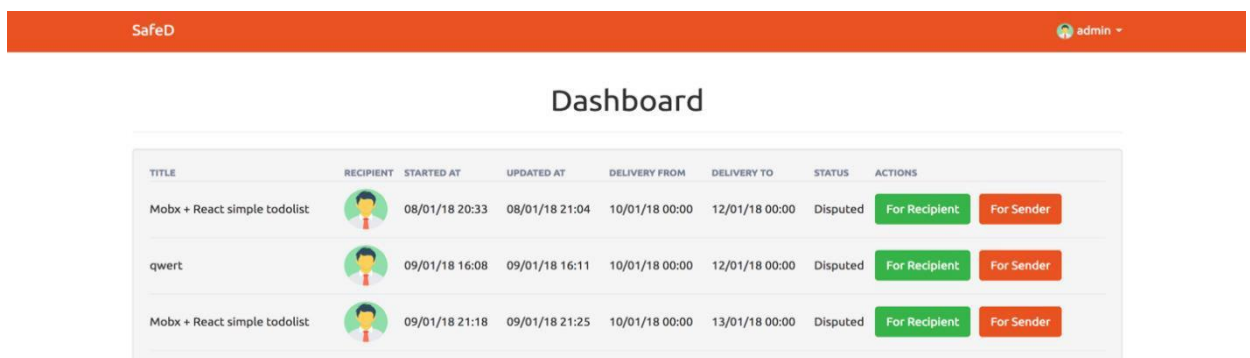 SafeD admin
Dashboard
TITLE RECIPIENT STARTED AT UPDATED AT DELIVERY FROM DELIVERY TO STATUS ACTIONS
Mobx + React simple todolist 08/01/18 20:33 08/01/18 21:04 10/01/18 00:00 12/01/18 00:00 Disputed For Recipient For Sender
qwert 09/01/18 16:08 09/01/18 16:11 10/01/18 00:00 12/01/18 00:00 Disputed For Recipient For Sender
Mobx + React simple todolist 09/01/18 21:18 09/01/18 21:25 10/01/18 00:00 13/01/18 00:00 Disputed For Recipient For Sender